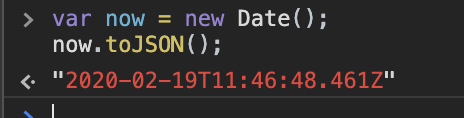 var now = new Date();
now.toJSON();
"2020-02-19T11:46:48.461Z"